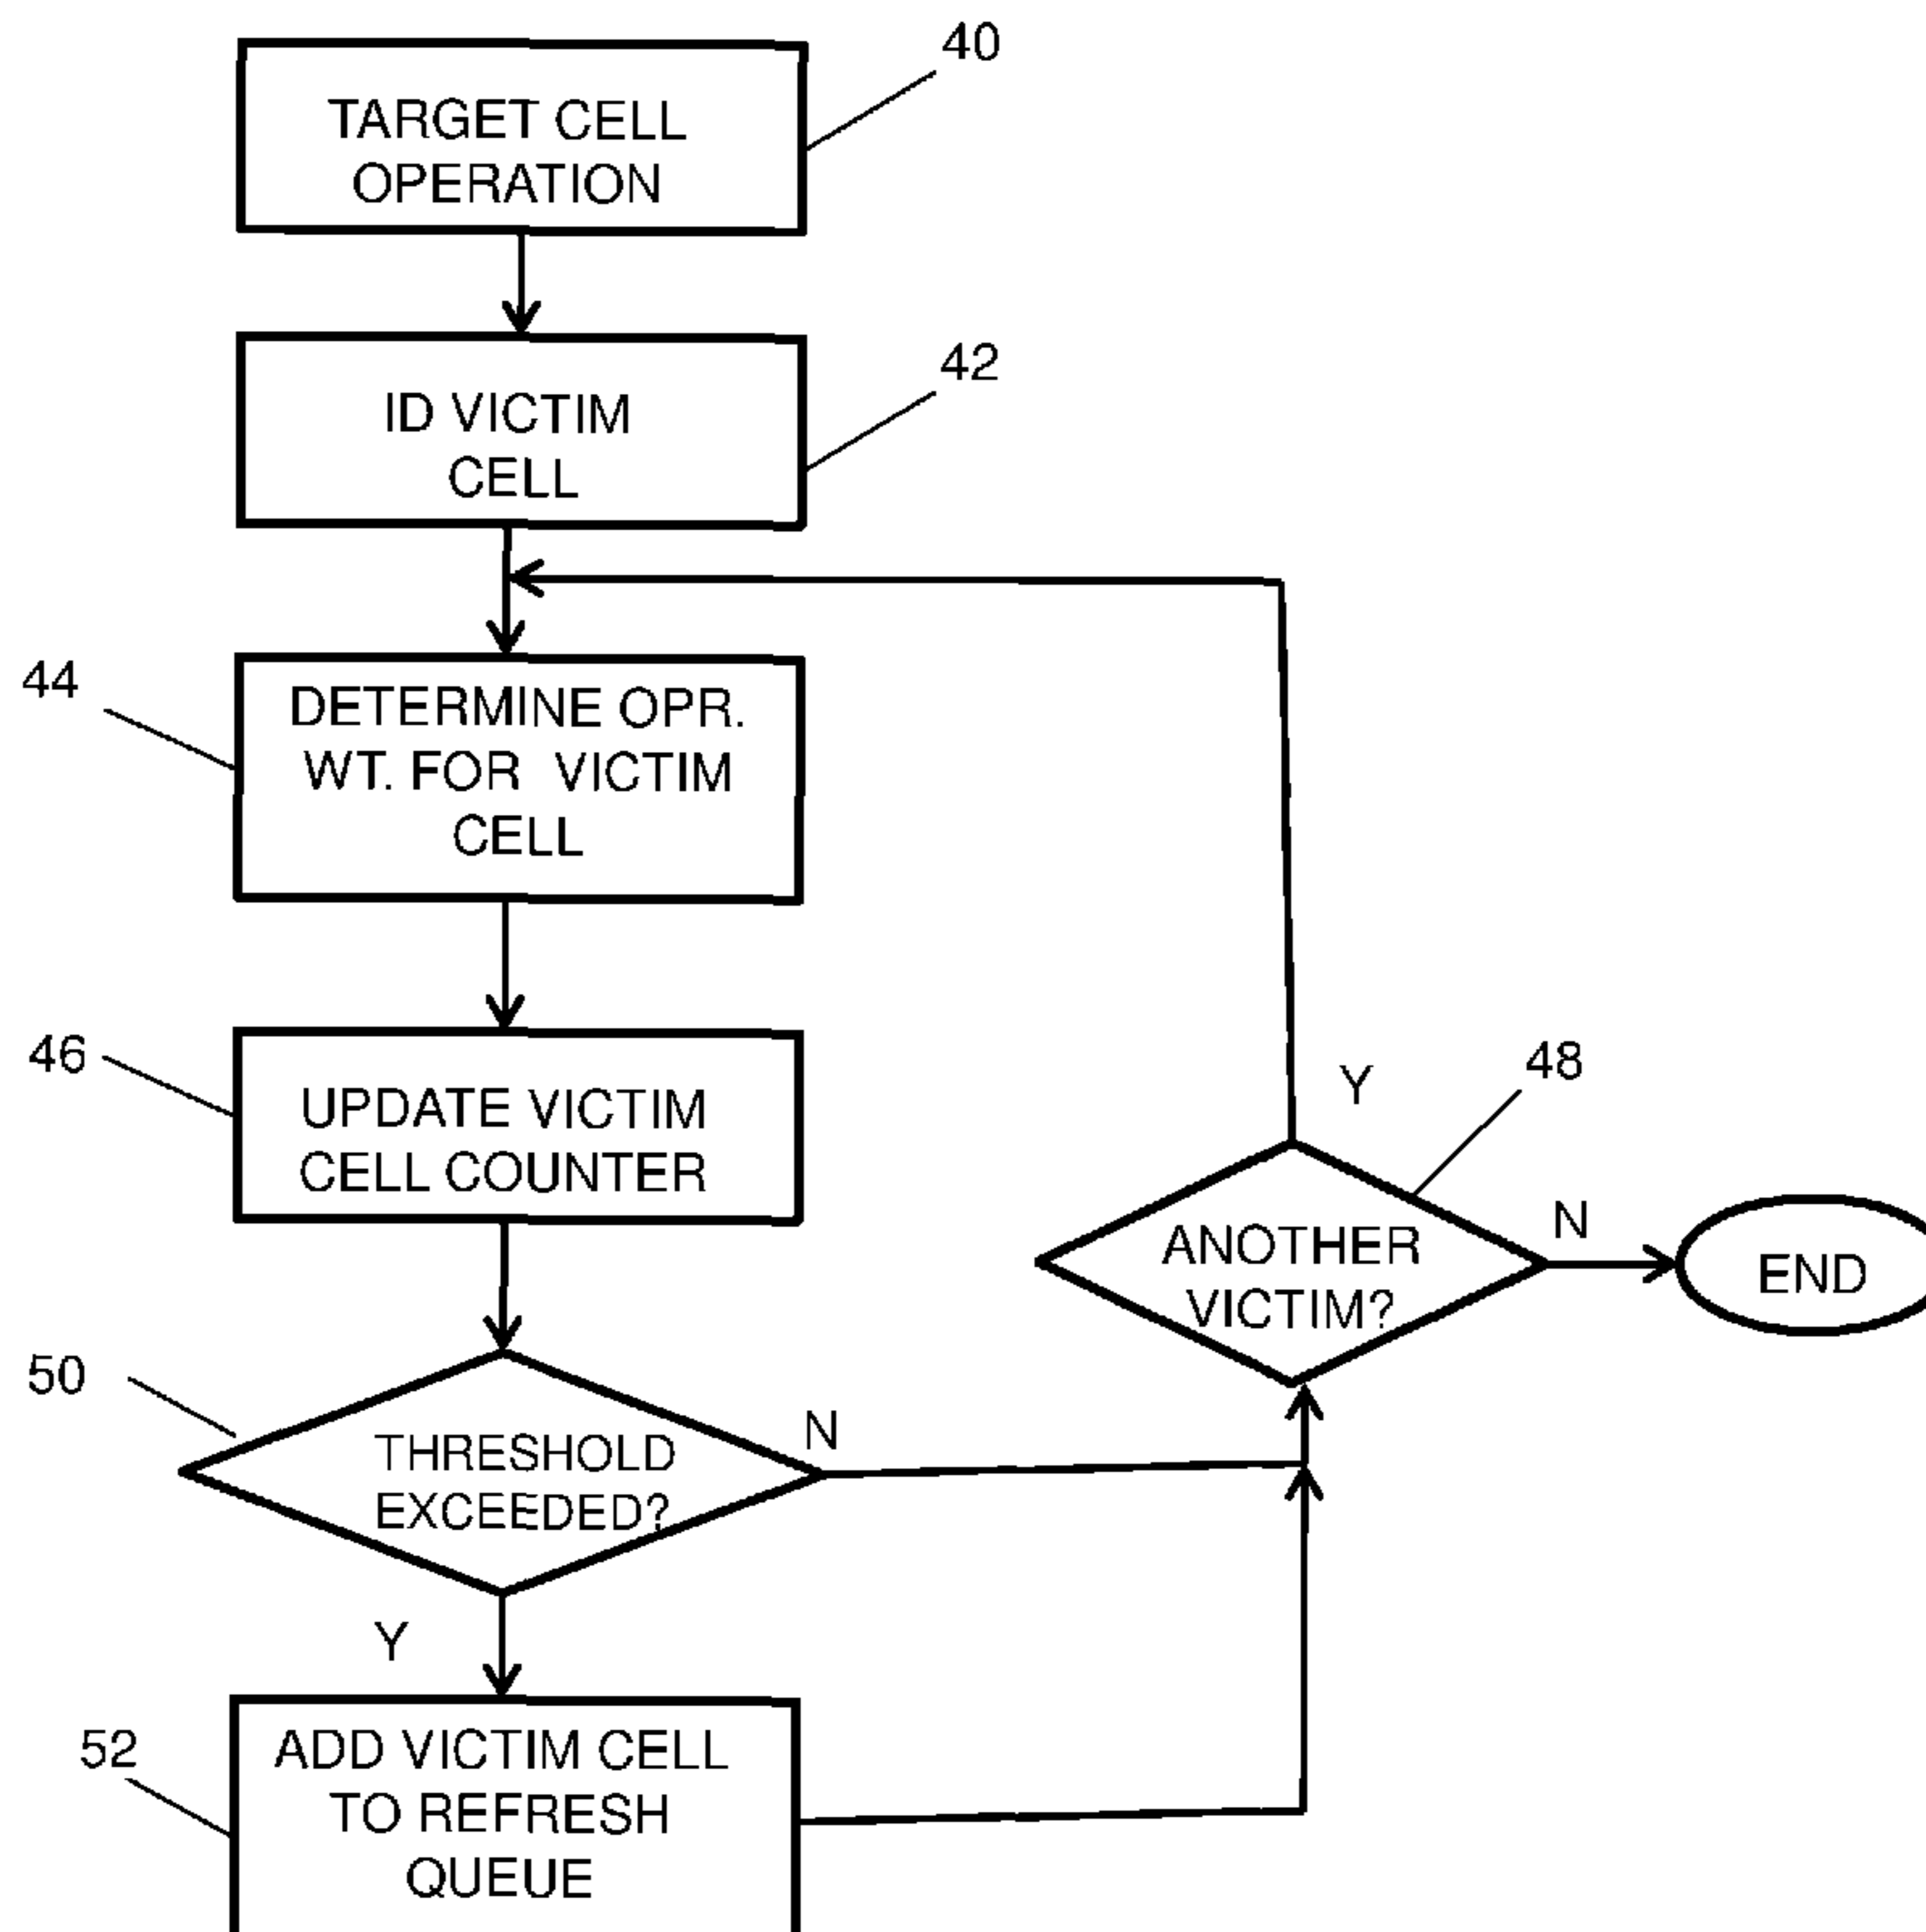 40
TARGET CELL
OPERATION
42
ID VICTIM
CELL
44
DETERMINE OPR.
WT. FOR VICTIM
CELL
46
UPDATE VICTIM
CELL COUNTER
Y
48
ANOTHER
VICTIM?
N
END
50
THRESHOLD
EXCEEDED?
N
Y
52
ADD VICTIM CELL
TO REFRESH
QUEUE